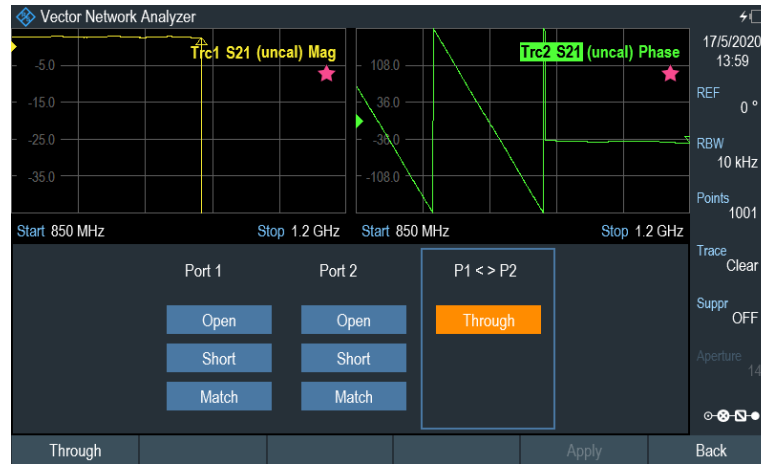 Vector Network Analyzer
17/5/2020
13:59
Trc1 S21 (uncal) Mag
-5.0
-15.0
-25.0
-35.0
Start 850 MHz
Stop 1.2 GHz
Trc2 S21 (uncal) Phase
108.0
36.0
-36.0
-108.0
Start 850 MHz
Stop 1.2 GHz
REF
0 °
RBW
10 kHz
Points
1001
Trace
Clear
Suppr
OFF
Aperture
14
Port 1
Port 2
P1 < > P2
Open
Open
Through
Short
Short
Match
Match
Through
Apply
Back